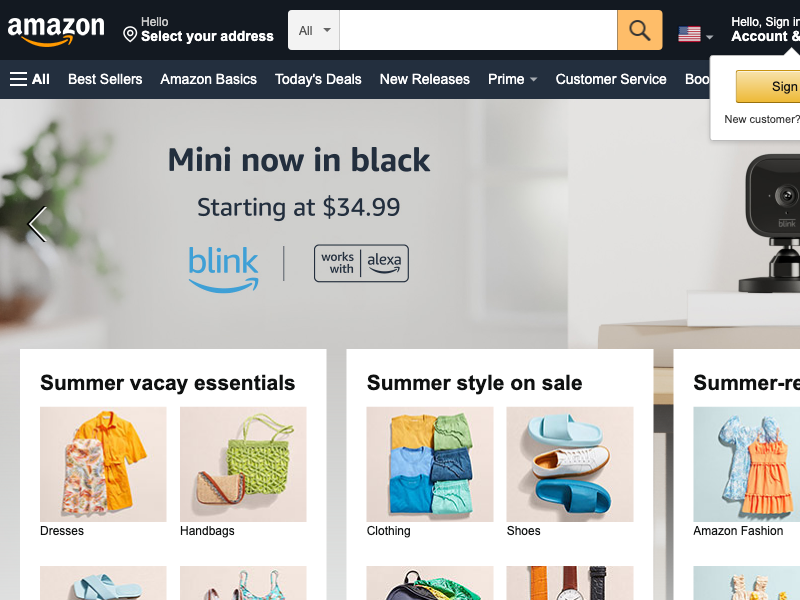 amazon
Hello
Select your address
All
Hello, Sign in
Account &
All
Best Sellers
Amazon Basics
Today's Deals
New Releases
Prime
Customer Service
Boo
Sign
New customer?
Mini now in black
Starting at $34.99
blink
works with
alexa
blink
Summer vacay essentials
Dresses
Handbags
Summer style on sale
Clothing
Shoes
Summer-re
Amazon Fashion